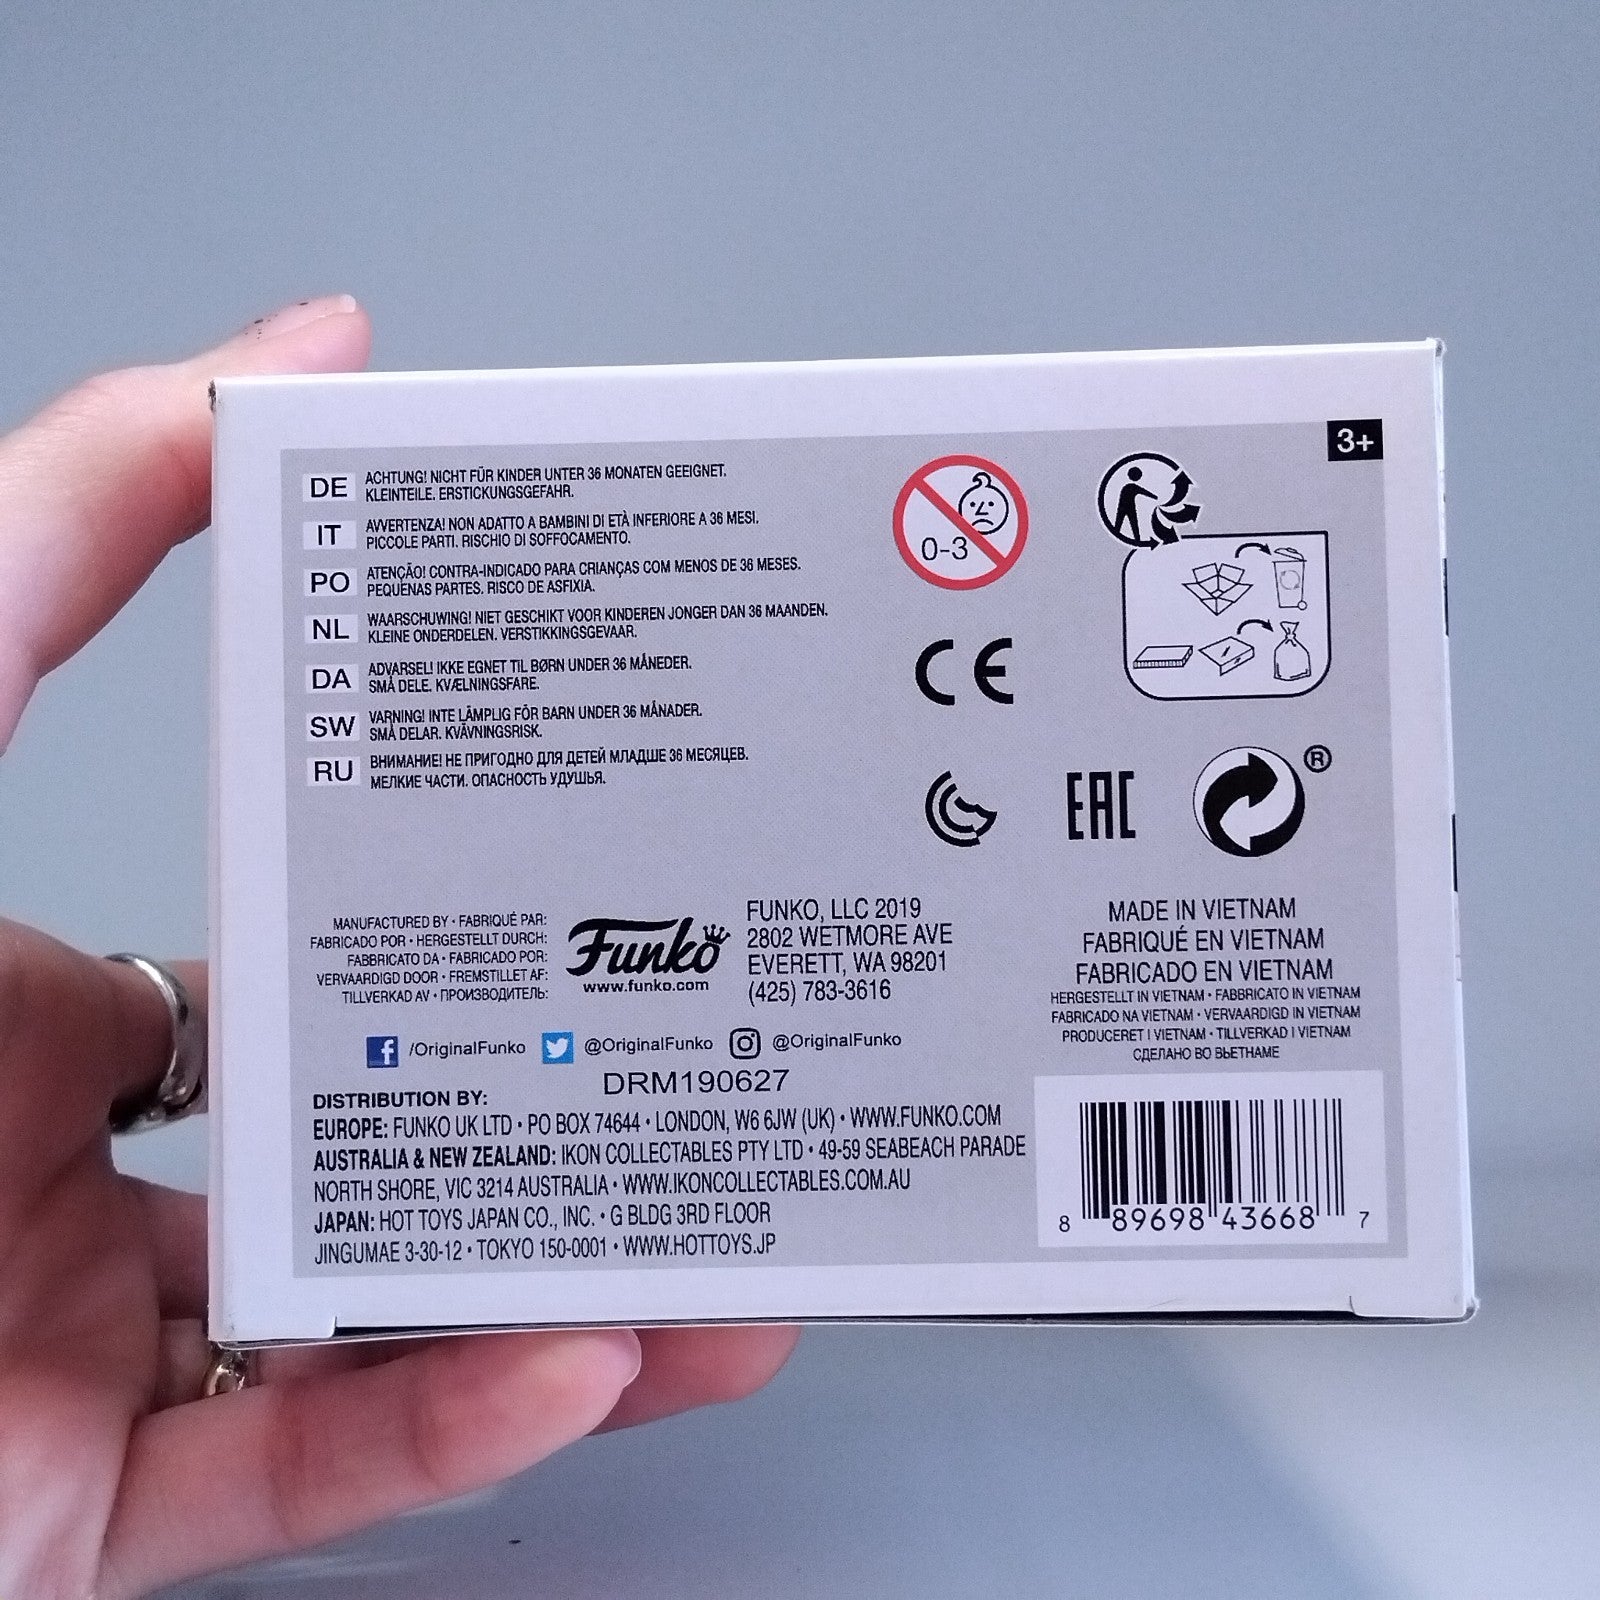 3+
DE ACHTUNG! NICHT FÜR KINDER UNTER 36 MONATEN GEEIGNET.
KLEINTEILE. ERSTICKUNGSGEFAHR.
IT AVVERTENZA! NON ADATTO A BAMBINI DI ETÀ INFERIORE A 36 MESI.
PICCOLE PARTI. RISCHIO DI SOFFOCAMENTO.
PO ATENÇÃO! CONTRA-INDICADO PARA CRIANÇAS COM MENOS DE 36 MESES.
PEQUENAS PARTES. RISCO DE ASFIXIA.
NL WAARSCHUWING! NIET GESCHIKT VOOR KINDEREN JONGER DAN 36 MAANDEN.
KLEINE ONDERDELEN. VERSTIKKINGSGEVAAR.
DA ADVARSEL! IKKE EGNET TIL BØRN UNDER 36 MÅNEDER.
SMÅ DELE. KVÆLNINGSFARE.
SW VARNING! INTE LÄMPLIG FÖR BARN UNDER 36 MÅNADER.
SMÅ DELAR. KVÄVNINGSRISK.
RU ВНИМАНИЕ! НЕ ПРИГОДНО ДЛЯ ДЕТЕЙ МЛАДШЕ 36 МЕСЯЦЕВ.
МЕЛКИЕ ЧАСТИ. ОПАСНОСТЬ УДУШЬЯ.
0-3
CE
EAC
®
MANUFACTURED BY • FABRIQUÉ PAR:
FABRICADO POR • HERGESTELLT DURCH:
FABBRICATO DA • FABRICADO POR:
VERVAARDIGD DOOR • FREMSTILLET AF:
TILLVERKAD AV • ПРОИЗВОДИТЕЛЬ:
Funko
www.funko.com
FUNKO, LLC 2019
2802 WETMORE AVE
EVERETT, WA 98201
(425) 783-3616
MADE IN VIETNAM
FABRIQUÉ EN VIETNAM
FABRICADO EN VIETNAM
HERGESTELLT IN VIETNAM • FABBRICATO IN VIETNAM
FABRICADO NA VIETNAM • VERVAARDIGD IN VIETNAM
PRODUCERET I VIETNAM • TILLVERKAD I VIETNAM
СДЕЛАНО ВО ВЬЕТНАМЕ
/OriginalFunko @OriginalFunko @OriginalFunko
DRM190627
DISTRIBUTION BY:
EUROPE: FUNKO UK LTD • PO BOX 74644 • LONDON, W6 6JW (UK) • WWW.FUNKO.COM
AUSTRALIA & NEW ZEALAND: IKON COLLECTABLES PTY LTD • 49-59 SEABEACH PARADE
NORTH SHORE, VIC 3214 AUSTRALIA • WWW.IKONCOLLECTABLES.COM.AU
JAPAN: HOT TOYS JAPAN CO., INC. • G BLDG 3RD FLOOR
JINGUMAE 3-30-12 • TOKYO 150-0001 • WWW.HOTTOYS.JP
8 89698 43668 7